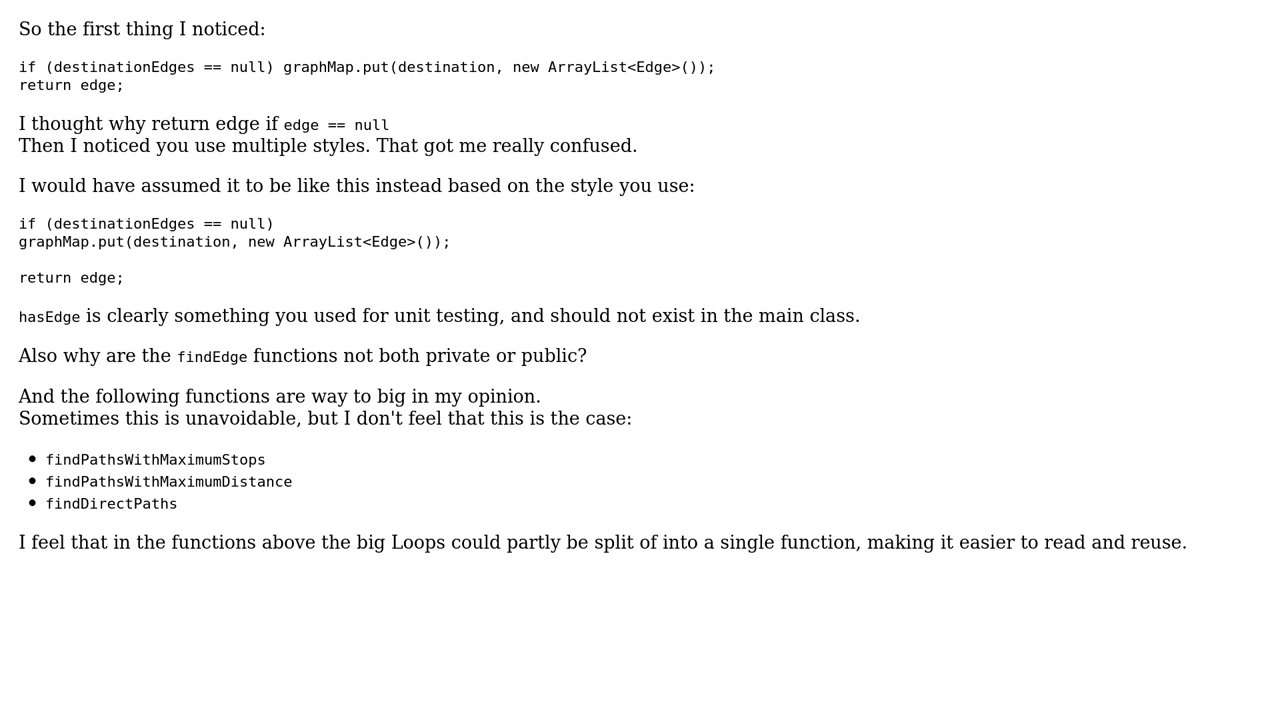 So the first thing I noticed:
if (destinationEdges == null) graphMap.put(destination, new ArrayList<Edge>());
return edge;
I thought why return edge if edge == null
Then I noticed you use multiple styles. That got me really confused.
I would have assumed it to be like this instead based on the style you use:
if (destinationEdges == null)
graphMap.put(destination, new ArrayList<Edge>());
return edge;
hasEdge is clearly something you used for unit testing, and should not exist in the main class.
Also why are the findEdge functions not both private or public?
And the following functions are way to big in my opinion.
Sometimes this is unavoidable, but I don't feel that this is the case:
• findPathsWithMaximumStops
• findPathsWithMaximumDistance
• findDirectPaths
I feel that in the functions above the big Loops could partly be split of into a single function, making it easier to read and reuse.